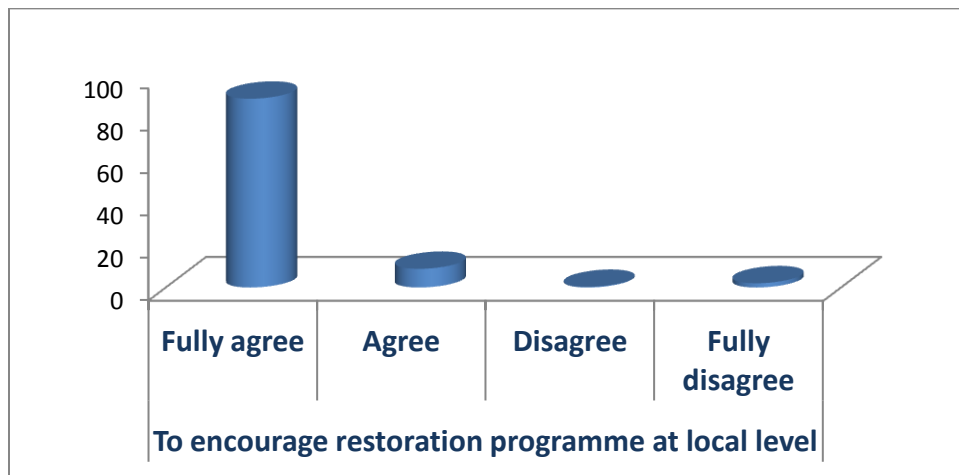 100
80
60
40
20
0
Fully agree
Agree
Disagree
Fully
disagree
To encourage restoration programme at local level